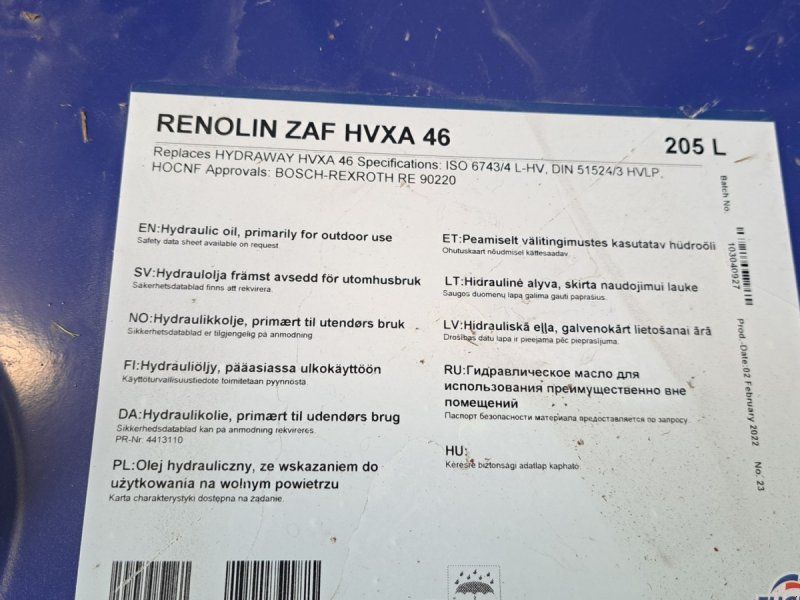 RENOLIN ZAF HVXA 46
205 L
Replaces HYDRAWAY HVXA 46 Specifications: ISO 6743/4 L-HV, DIN 51524/3 HVLP.
HOCNF Approvals: BOSCH-REXROTH RE 90220
EN:Hydraulic oil, primarily for outdoor use
Safety data sheet available on request.
SV:Hydraulolja främst avsedd för utomhusbruk
Säkerhetsdatablad finns att rekvirera.
NO:Hydraulikkolje, primært til utendørs bruk
Sikkerhetsdatablad er tilgjengelig på anmodning.
FI:Hydrauliöljy, pääasiassa ulkokäyttöön
Käyttöturvallisuustiedote toimitetaan pyynnöstä.
DA:Hydraulikolie, primært til udendørs brug
Sikkerhedsdatablad kan på anmodning rekvireres.
PR-Nr. 4413110
PL:Olej hydrauliczny, ze wskazaniem do
użytkowania na wolnym powietrzu
Karta charakterystyki dostępna na żądanie.
ET:Peamiselt välitingimustes kasutatav hüdroõli
Ohutuskaart nõudmisel kättesaadav.
LT:Hidraulinė alyva, skirta naudojimui lauke
Saugos duomenų lapą galima gauti paprašius.
LV:Hidrauliskā eļļa, galvenokārt lietošanai ārā
Drošības datu lapa ir pieejama pēc pieprasījuma.
RU:Гидравлическое масло для
использования преимущественно вне
помещений
Паспорт безопасности материала предоставляется по запросу.
HU:
Kérésre biztonsági adatlap kapható.
Batch No.
103040927
Prod.-Date:02 February 2022
No. 23